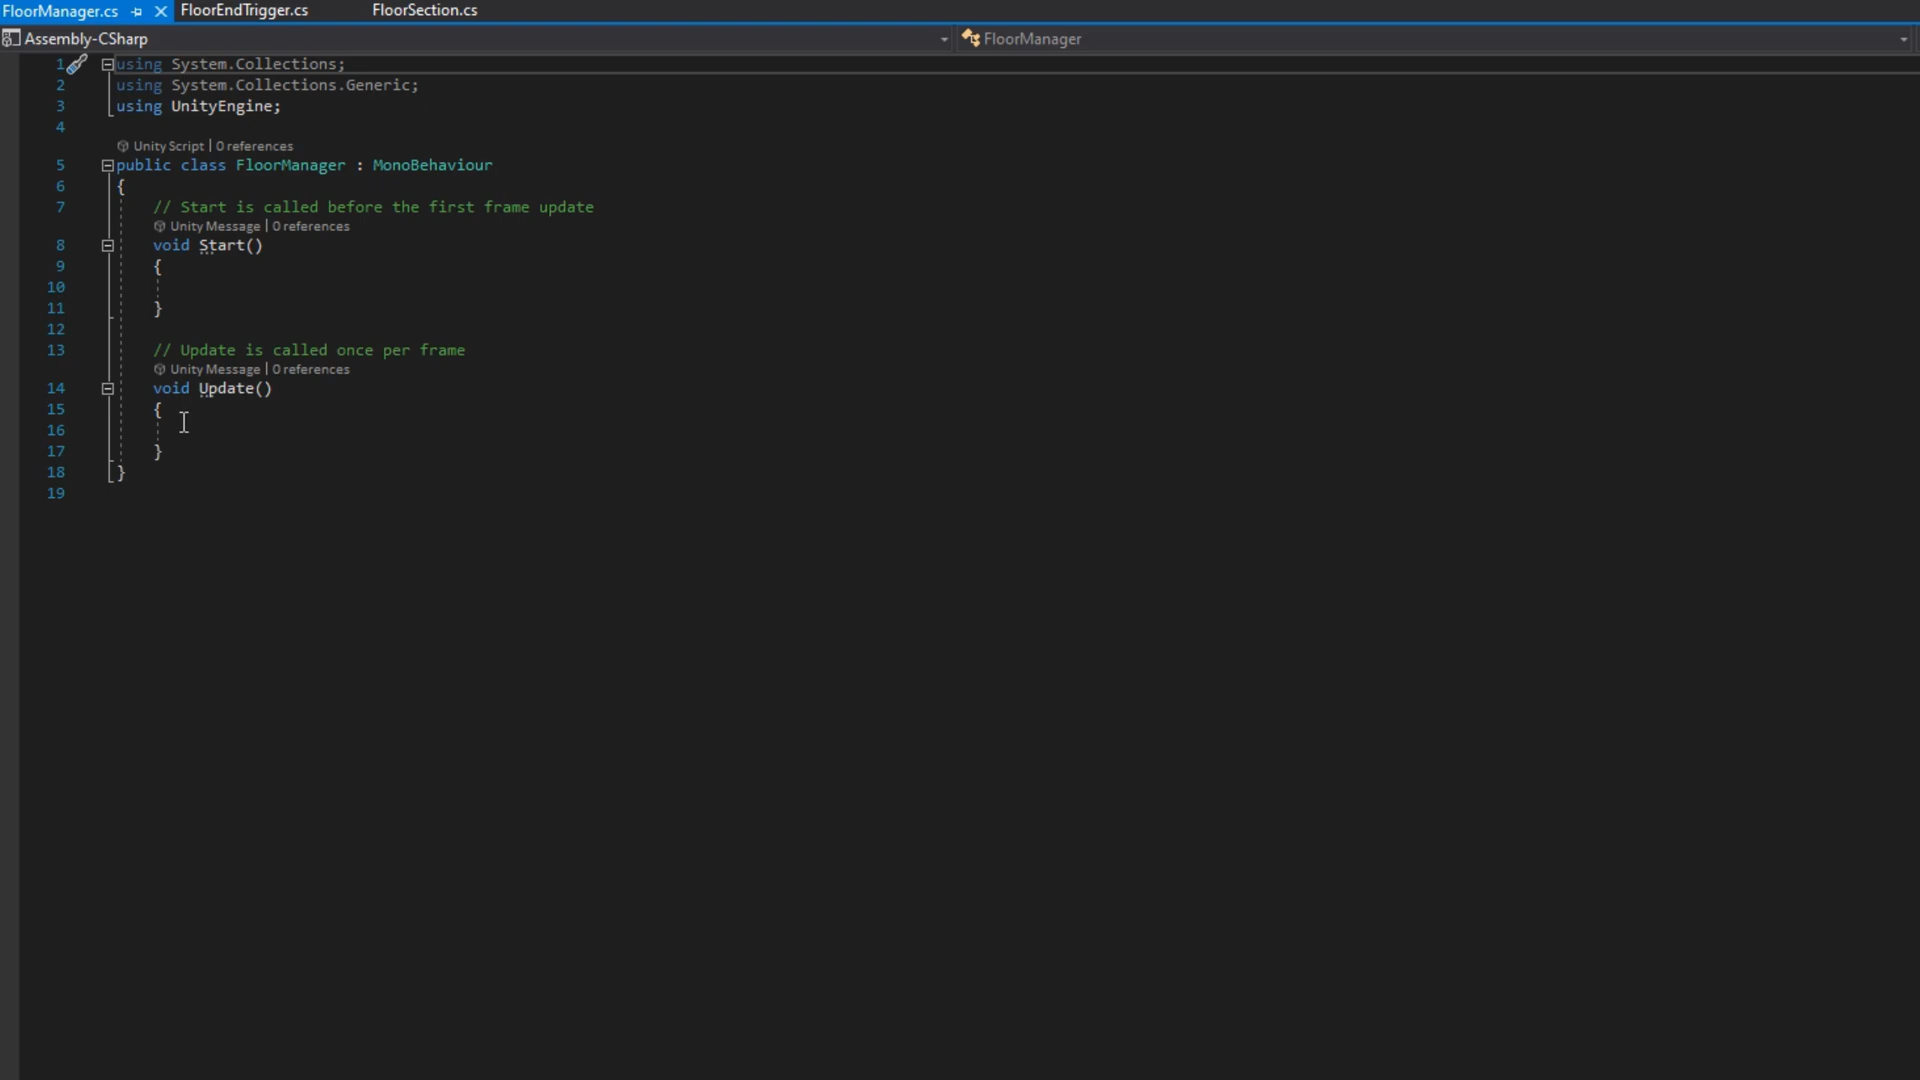 FloorManager.cs FloorEndTrigger.cs FloorSection.cs
Assembly-CSharp FloorManager
1 using System.Collections;
2 using System.Collections.Generic;
3 using UnityEngine;
4
Unity Script | 0 references
5 public class FloorManager : MonoBehaviour
6 {
7 // Start is called before the first frame update
Unity Message | 0 references
8 void Start()
9 {
10
11 }
12
13 // Update is called once per frame
Unity Message | 0 references
14 void Update()
15 {
16
17 }
18 }
19